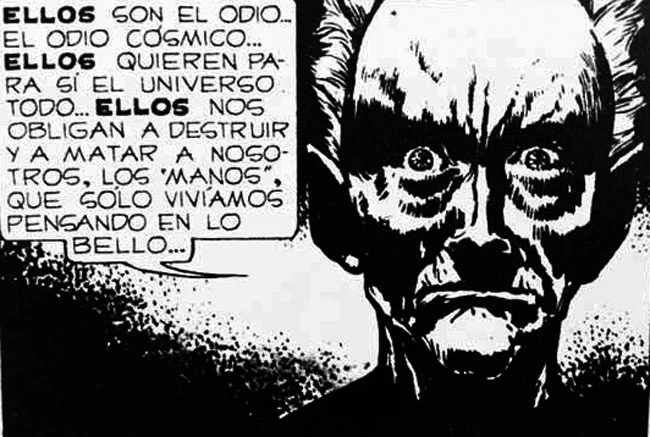 ELLOS SON EL ODIO...
EL ODIO CÓSMICO...
ELLOS QUIEREN PA-
RA SÍ EL UNIVERSO
TODO... ELLOS NOS
OBLIGAN A DESTRUIR
Y A MATAR A NOSO-
TROS, LOS "MANOS",
QUE SÓLO VIVÍAMOS
PENSANDO EN LO
BELLO...